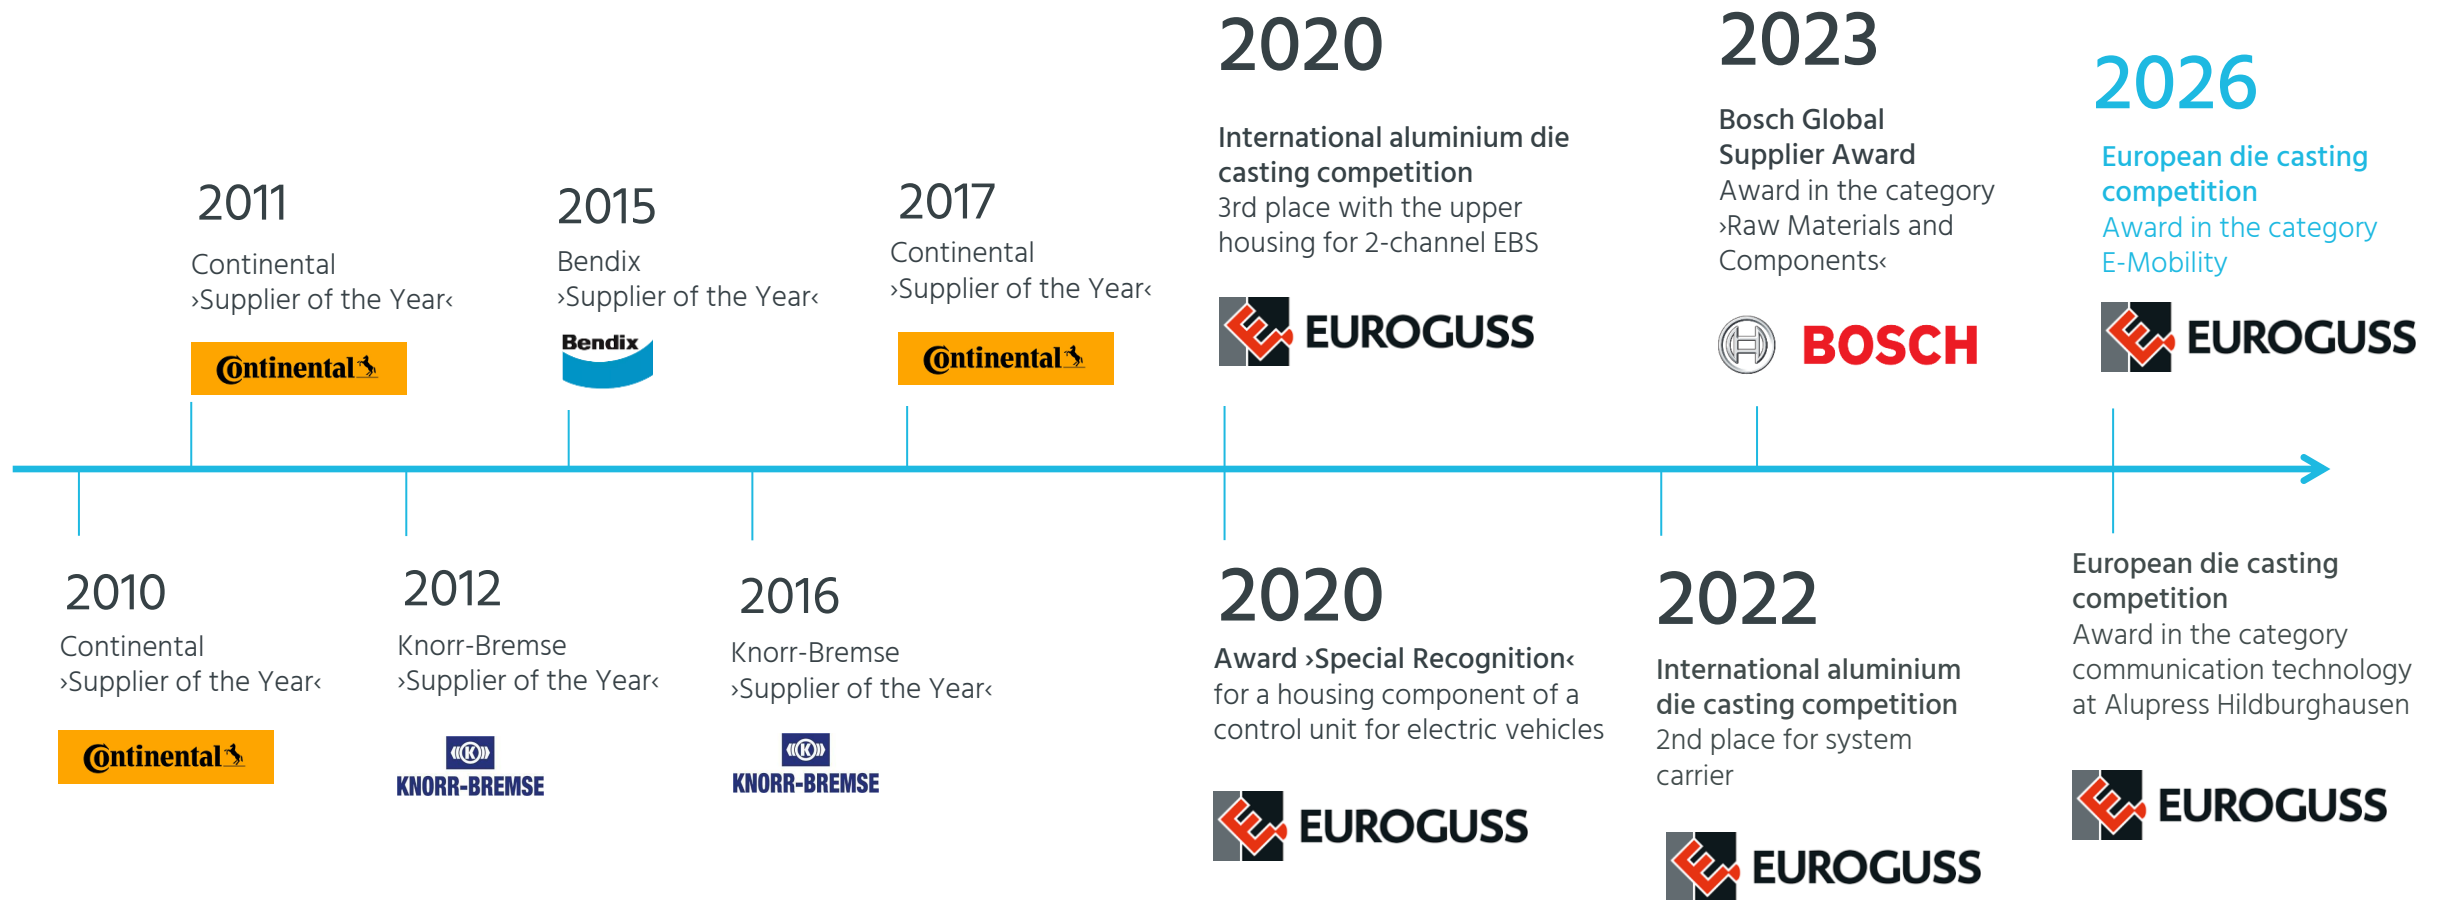 2011
Continental
›Supplier of the Year‹
Continental
2015
Bendix
›Supplier of the Year‹
Bendix
2017
Continental
›Supplier of the Year‹
Continental
2020
International aluminium die
casting competition
3rd place with the upper
housing for 2-channel EBS
EUROGUSS
2023
Bosch Global
Supplier Award
Award in the category
›Raw Materials and
Components‹
BOSCH
2026
European die casting
competition
Award in the category
E-Mobility
EUROGUSS
2010
Continental
›Supplier of the Year‹
Continental
2012
Knorr-Bremse
›Supplier of the Year‹
K
KNORR-BREMSE
2016
Knorr-Bremse
›Supplier of the Year‹
K
KNORR-BREMSE
2020
Award ›Special Recognition‹
for a housing component of a
control unit for electric vehicles
EUROGUSS
2022
International aluminium
die casting competition
2nd place for system
carrier
EUROGUSS
European die casting
competition
Award in the category
communication technology
at Alupress Hildburghausen
EUROGUSS